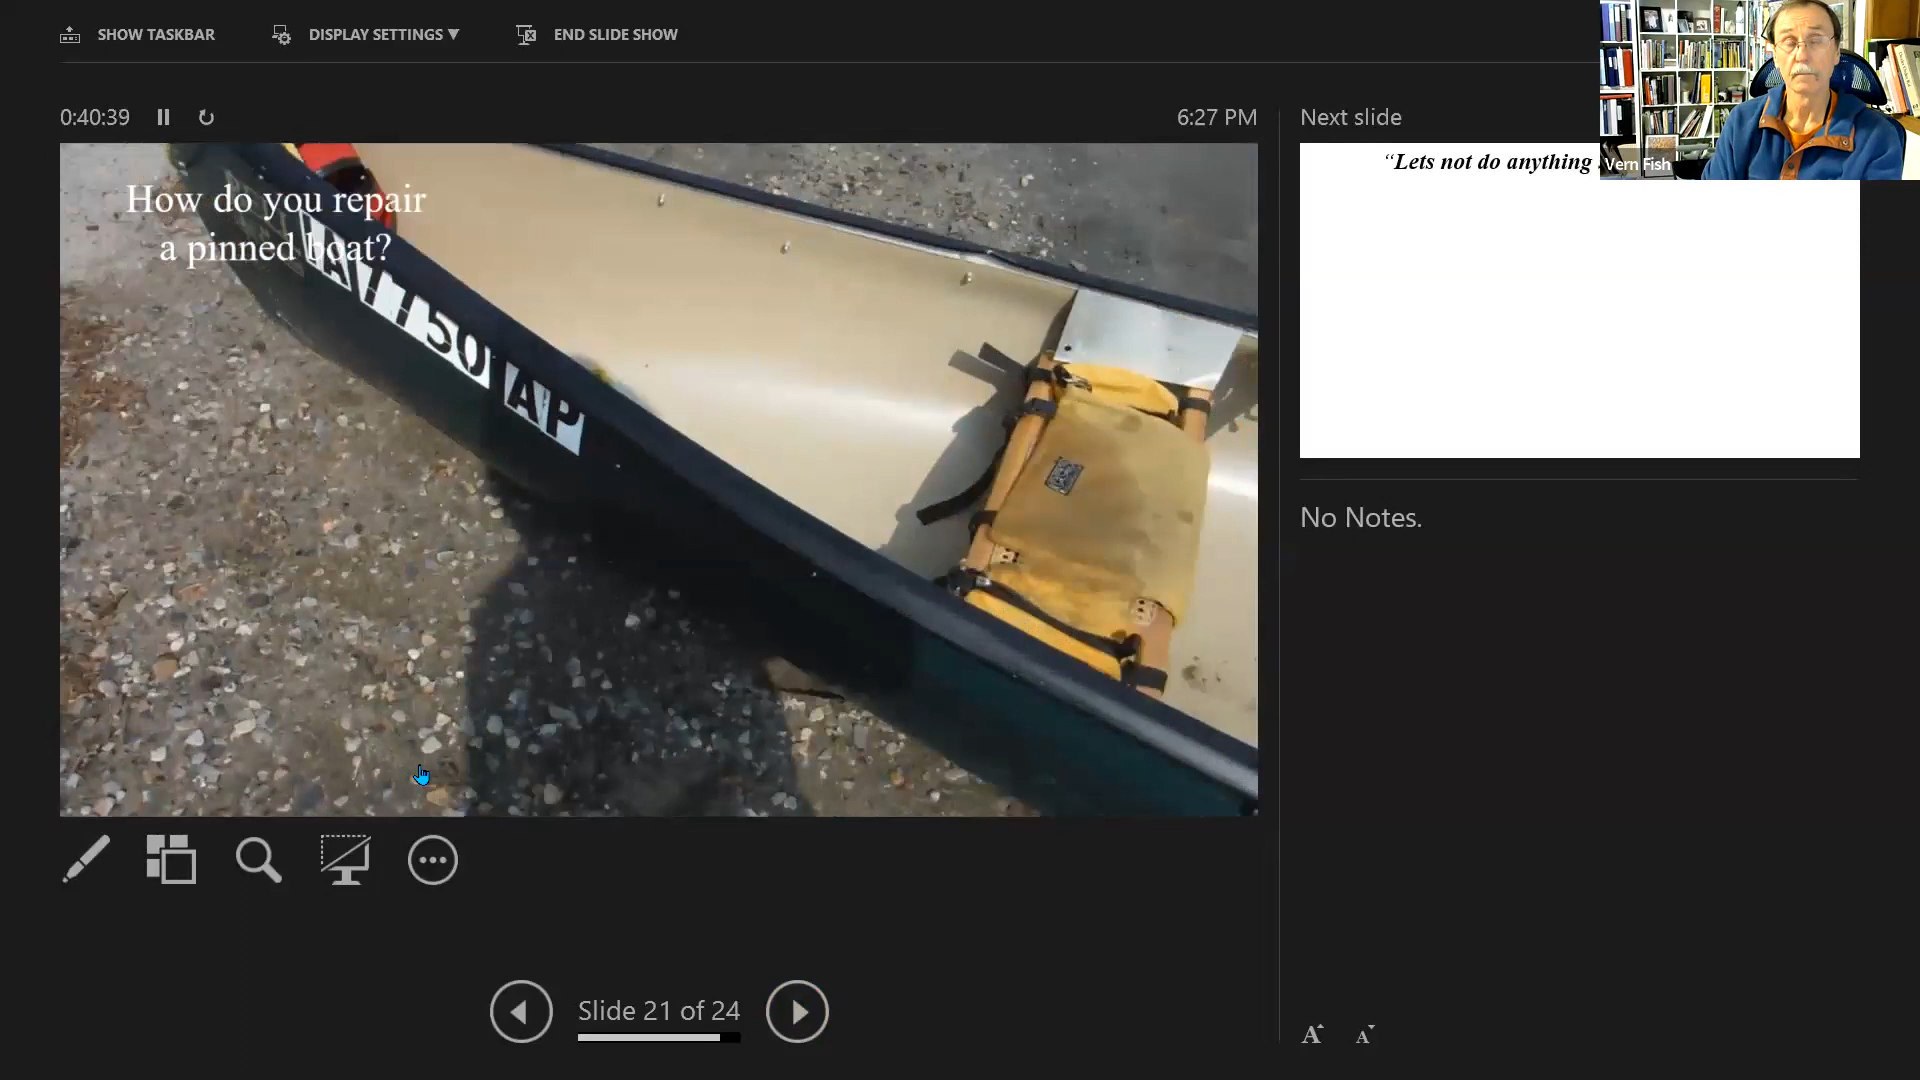 SHOW TASKBAR
DISPLAY SETTINGS ▼
END SLIDE SHOW
0:40:39
6:27 PM
How do you repair
a pinned boat?
IA7750 AP
Slide 21 of 24
Next slide
“Lets not do anything
Vern Fish
No Notes.
A A